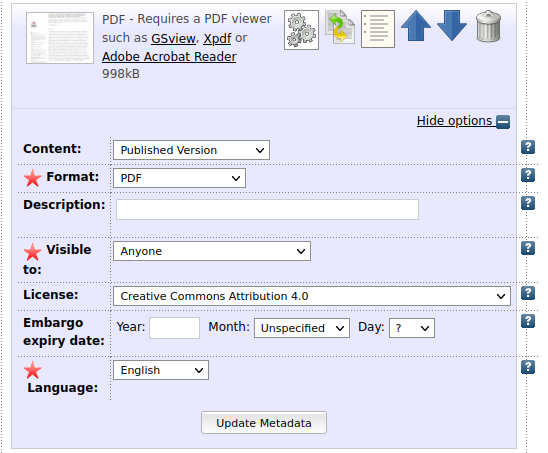 PDF - Requires a PDF viewer
such as GSview, Xpdf or
Adobe Acrobat Reader
998kB
Hide options
Content: Published Version ?
Format: PDF ?
Description: ?
Visible
to: Anyone ?
License: Creative Commons Attribution 4.0 ?
Embargo
expiry date: Year: Month: Unspecified Day: ? ?
Language: English ?
Update Metadata